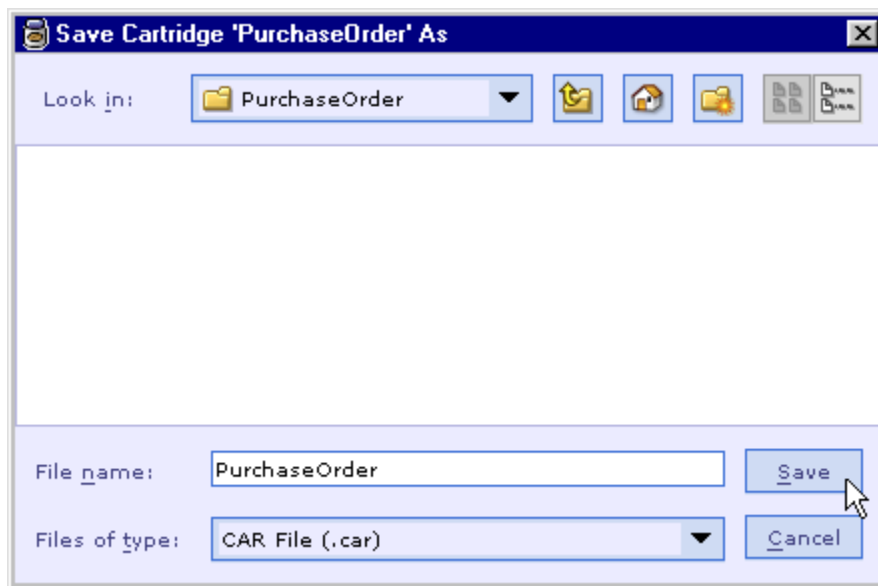 Save Cartridge 'PurchaseOrder' As
Look in: PurchaseOrder
File name: PurchaseOrder Save
Files of type: CAR File (.car) Cancel